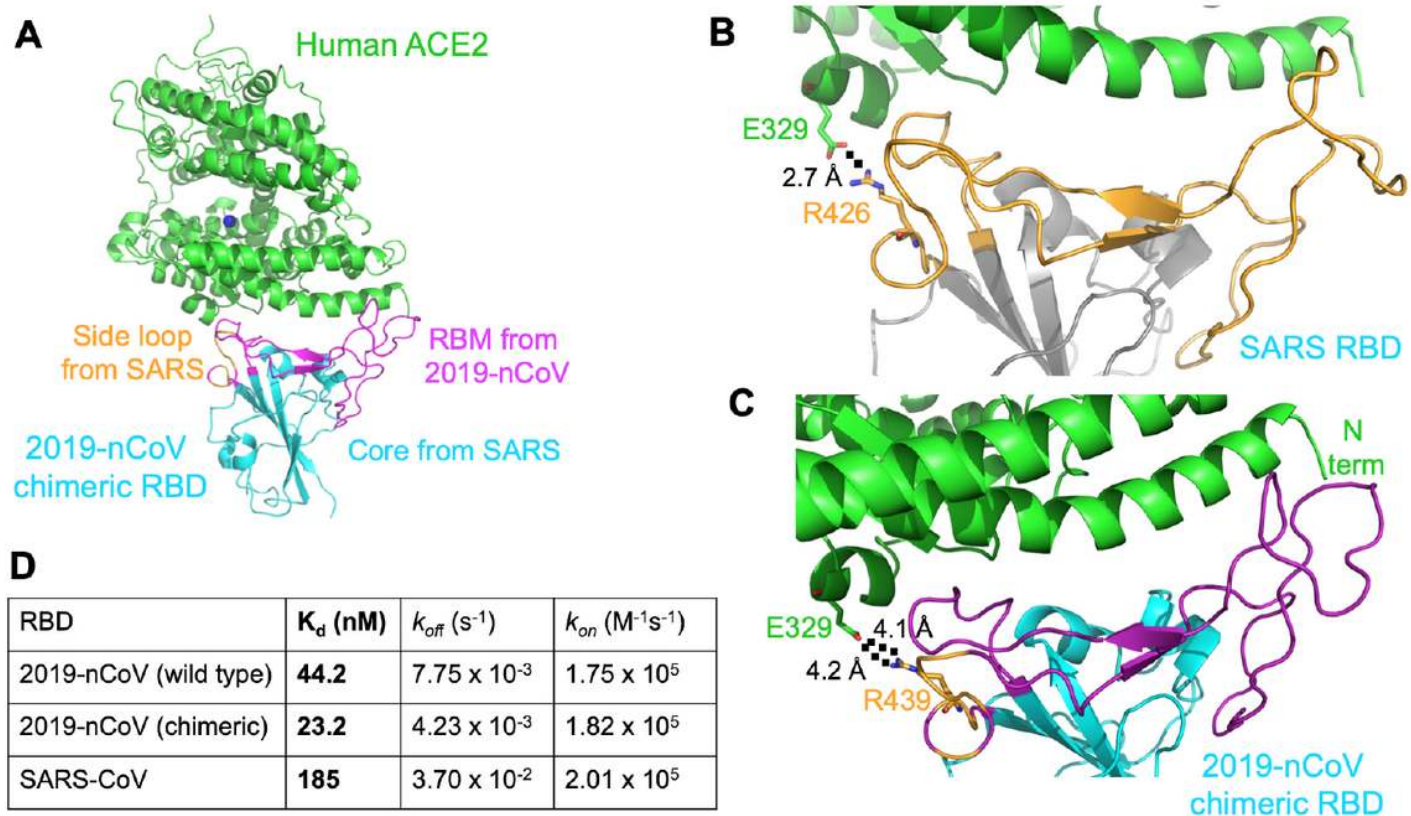 A
Human ACE2
Side loop
from SARS
RBM from
2019-nCoV
2019-nCoV
chimeric RBD
Core from SARS
B
E329
2.7 Å
R426
SARS RBD
C
N
term
E329
4.1 Å
4.2 Å
R439
2019-nCoV
chimeric RBD
D
RBD Kd (nM) koff (s⁻¹) kon (M⁻¹s⁻¹)
2019-nCoV (wild type) 44.2 7.75 x 10⁻³ 1.75 x 10⁵
2019-nCoV (chimeric) 23.2 4.23 x 10⁻³ 1.82 x 10⁵
SARS-CoV 185 3.70 x 10⁻² 2.01 x 10⁵